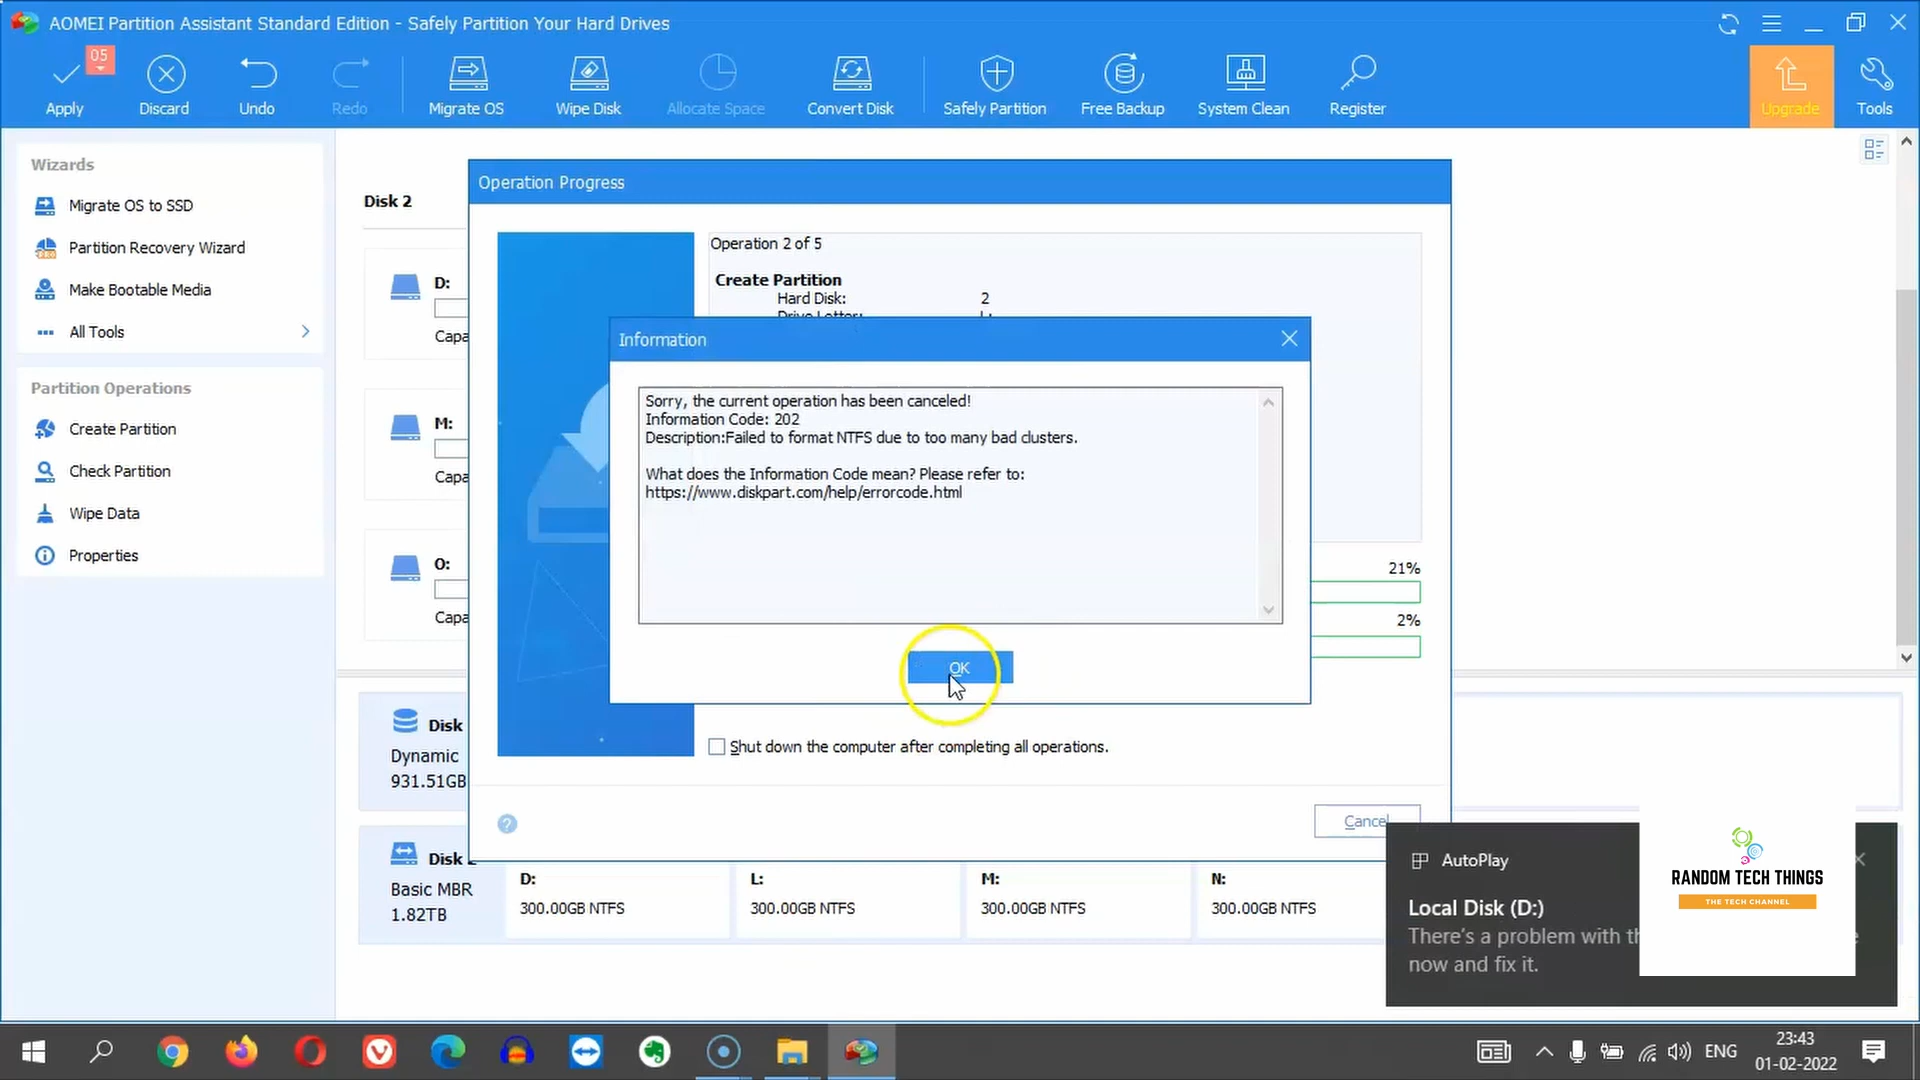 AOMEI Partition Assistant Standard Edition - Safely Partition Your Hard Drives
05
Apply
Discard
Undo
Redo
Migrate OS
Wipe Disk
Allocate Space
Convert Disk
Safely Partition
Free Backup
System Clean
Register
Upgrade
Tools
Wizards
Migrate OS to SSD
Partition Recovery Wizard
Make Bootable Media
All Tools
Partition Operations
Create Partition
Check Partition
Wipe Data
Properties
Disk 2
D:
Capa
M:
Capa
O:
Capa
Operation Progress
Operation 2 of 5
Create Partition
Hard Disk: 2
Drive Letter: L:
Information
Sorry, the current operation has been canceled!
Information Code: 202
Description:Failed to format NTFS due to too many bad clusters.
What does the Information Code mean? Please refer to:
https://www.diskpart.com/help/errorcode.html
OK
21%
2%
Shut down the computer after completing all operations.
Cancel
Disk
Dynamic
931.51GB
Disk 2
Basic MBR
1.82TB
D:
300.00GB NTFS
L:
300.00GB NTFS
M:
300.00GB NTFS
N:
300.00GB NTFS
AutoPlay
Local Disk (D:)
There's a problem with
now and fix it.
RANDOM TECH THINGS
THE TECH CHANNEL
ENG
23:43
01-02-2022